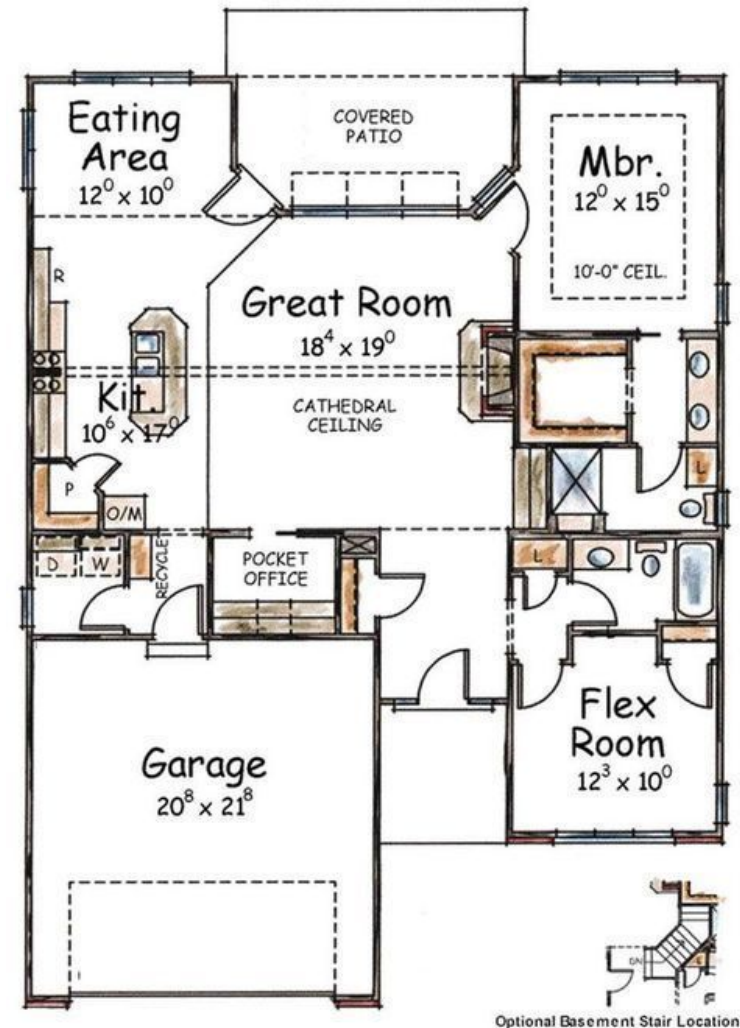 COVERED
PATIO
Eating
Area
12⁰ x 10⁰
Mbr.
12⁰ x 15⁰
10'-0" CEIL.
R
Great Room
18⁴ x 19⁰
CATHEDRAL
CEILING
Kit.
10⁶ x 17⁰
P
O/M
L
D
W
RECYCLE
POCKET
OFFICE
L
Flex
Room
12³ x 10⁰
Garage
20⁸ x 21⁸
DN
Optional Basement Stair Location